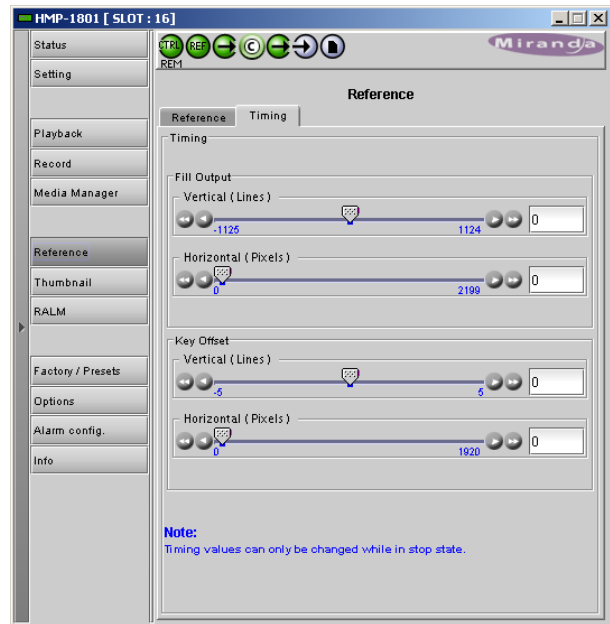 HMP-1801 [ SLOT : 16]
Status
Setting
Playback
Record
Media Manager
Reference
Thumbnail
RALM
Factory / Presets
Options
Alarm config.
Info
CTRL REF C
REM
Miranda
Reference
Reference Timing
Timing
Fill Output
Vertical ( Lines )
-1125 1124 0
Horizontal ( Pixels )
0 2199 0
Key Offset
Vertical ( Lines )
-5 5 0
Horizontal ( Pixels )
0 1920 0
Note:
Timing values can only be changed while in stop state.